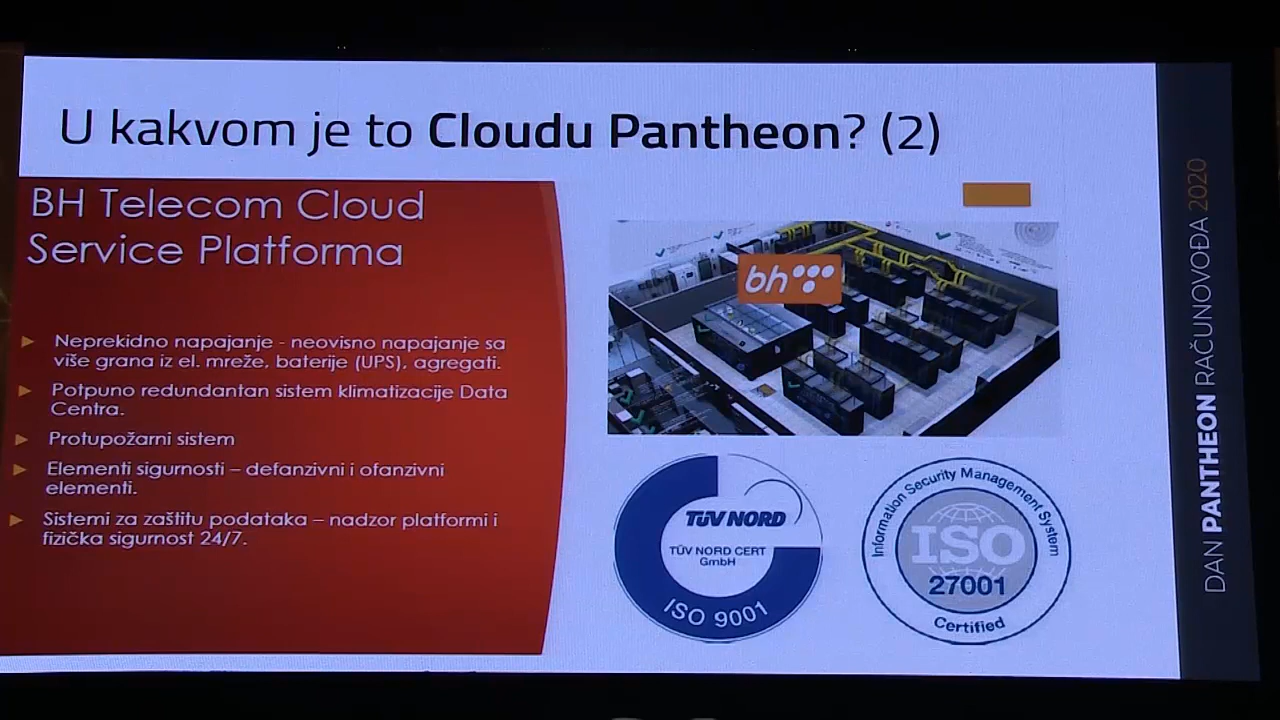 U kakvom je to Cloudu Pantheon? (2)
BH Telecom Cloud
Service Platforma
Neprekidno napajanje - neovisno napajanje sa
više grana iz el. mreže, baterije (UPS), agregati.
Potpuno redundantan sistem klimatizacije Data
Centra.
Protupožarni sistem
Elementi sigurnosti – defanzivni i ofanzivni
elementi.
Sistemi za zaštitu podataka – nadzor platformi i
fizička sigurnost 24/7.
bh
TÜV NORD
TÜV NORD CERT
GmbH
ISO 9001
Information Security Management System
ISO
27001
Certified
DAN PANTHEON RAČUNOVOĐA 2020